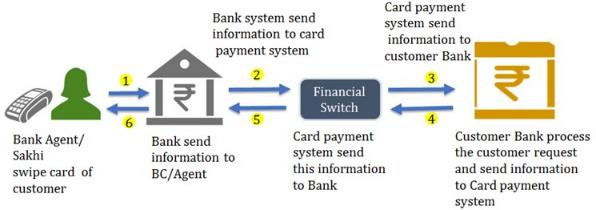 Bank system send
information to card
payment system
Card payment
system send
information to
customer Bank
1
2
3
₹
Financial
Switch
₹
6
5
4
Bank Agent/
Sakhi
swipe card of
customer
Bank send
information to
BC/Agent
Card payment
system send
this information
to Bank
Customer Bank process
the customer request
and send information
to Card payment
system